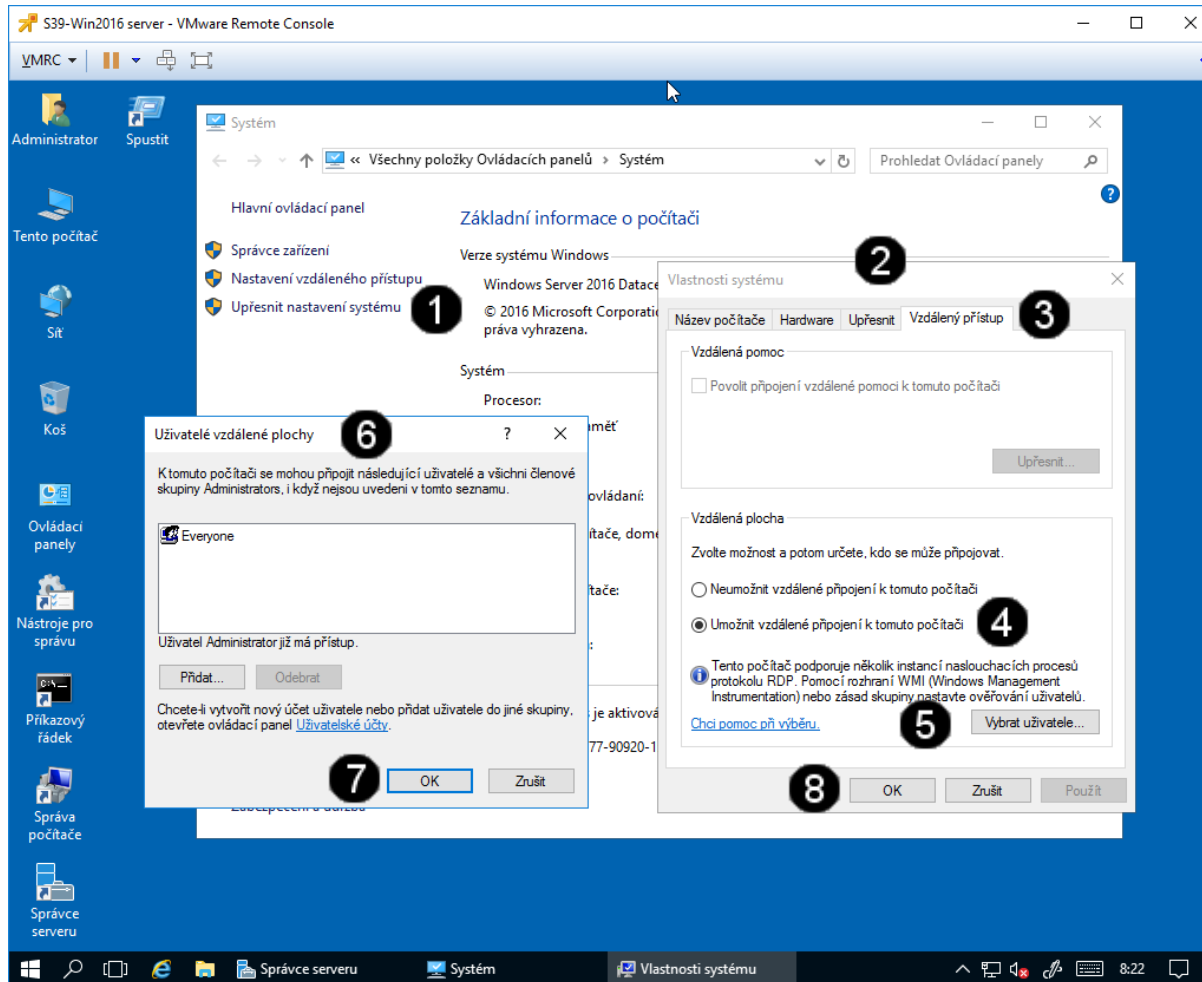 S39-Win2016 server - VMware Remote Console
VMRC
Administrator
Spustit
Tento počítač
Síť
Koš
Ovládací
panely
Nástroje pro
správu
Příkazový
řádek
Správa
počítače
Správce
serveru
Systém
« Všechny položky Ovládacích panelů > Systém
Prohledat Ovládací panely
Hlavní ovládací panel
Správce zařízení
Nastavení vzdáleného přístupu
Upřesnit nastavení systému
1
Základní informace o počítači
Verze systému Windows
Windows Server 2016 Datace
© 2016 Microsoft Corporatio
práva vyhrazena.
Systém
Procesor:
ovládaní:
je aktivová
77-90920-1
2
Vlastnosti systému
Název počítače
Hardware
Upřesnit
Vzdálený přístup
3
Vzdálená pomoc
Povolit připojení vzdálené pomoci k tomuto počítači
Upřesnit...
Vzdálená plocha
Zvolte možnost a potom určete, kdo se může připojovat.
Neumožnit vzdálené připojení k tomuto počítači
Umožnit vzdálené připojení k tomuto počítači
4
Tento počítač podporuje několik instancí naslouchacích procesů
protokolu RDP. Pomocí rozhraní WMI (Windows Management
Instrumentation) nebo zásad skupiny nastavte ověřování uživatelů.
Chci pomoc při výběru.
5
Vybrat uživatele...
8
OK
Zrušit
Použít
Uživatelé vzdálené plochy
6
?
K tomuto počítači se mohou připojit následující uživatelé a všichni členové
skupiny Administrators, i když nejsou uvedeni v tomto seznamu.
Everyone
Uživatel Administrator již má přístup.
Přidat...
Odebrat
Chcete-li vytvořit nový účet uživatele nebo přidat uživatele do jiné skupiny,
otevřete ovládací panel Uživatelské účty.
7
OK
Zrušit
Správce serveru
Systém
Vlastnosti systému
8:22